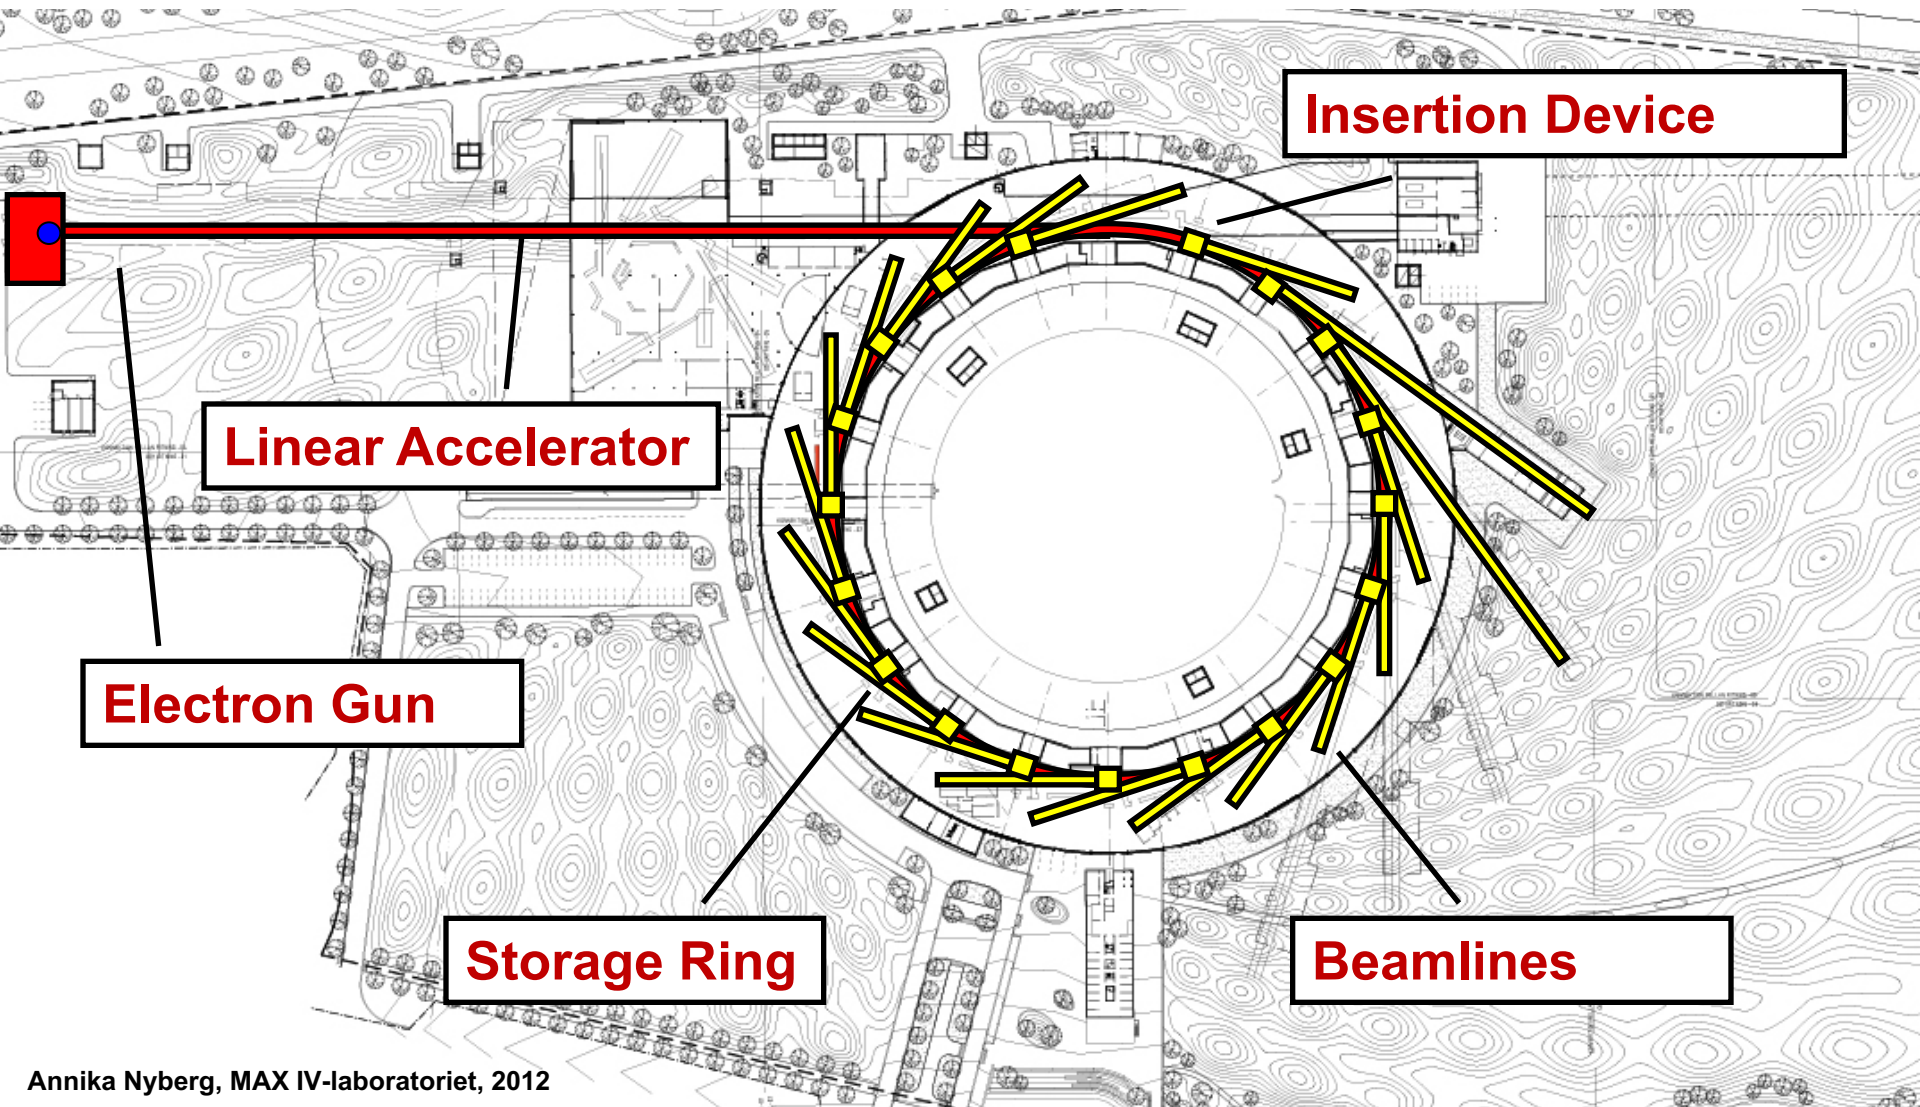 Insertion Device
Linear Accelerator
Electron Gun
Storage Ring
Beamlines
Annika Nyberg, MAX IV-laboratoriet, 2012